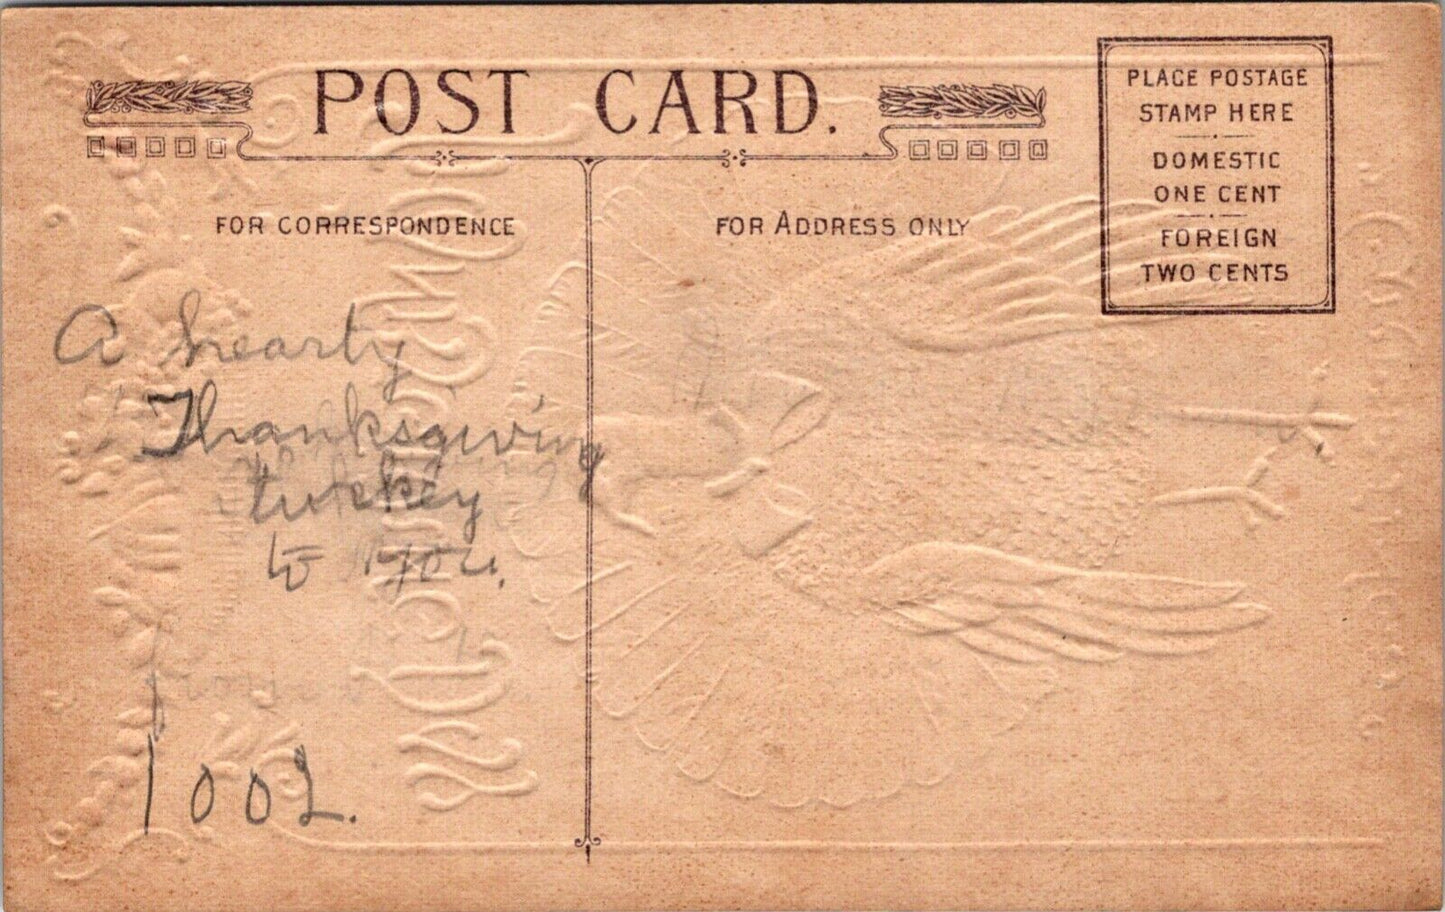 POST CARD.
PLACE POSTAGE
STAMP HERE
DOMESTIC
ONE CENT
FOREIGN
TWO CENTS
FOR CORRESPONDENCE
FOR ADDRESS ONLY
A hearty
Thanksgiving
turkey
to you.
from
1002.